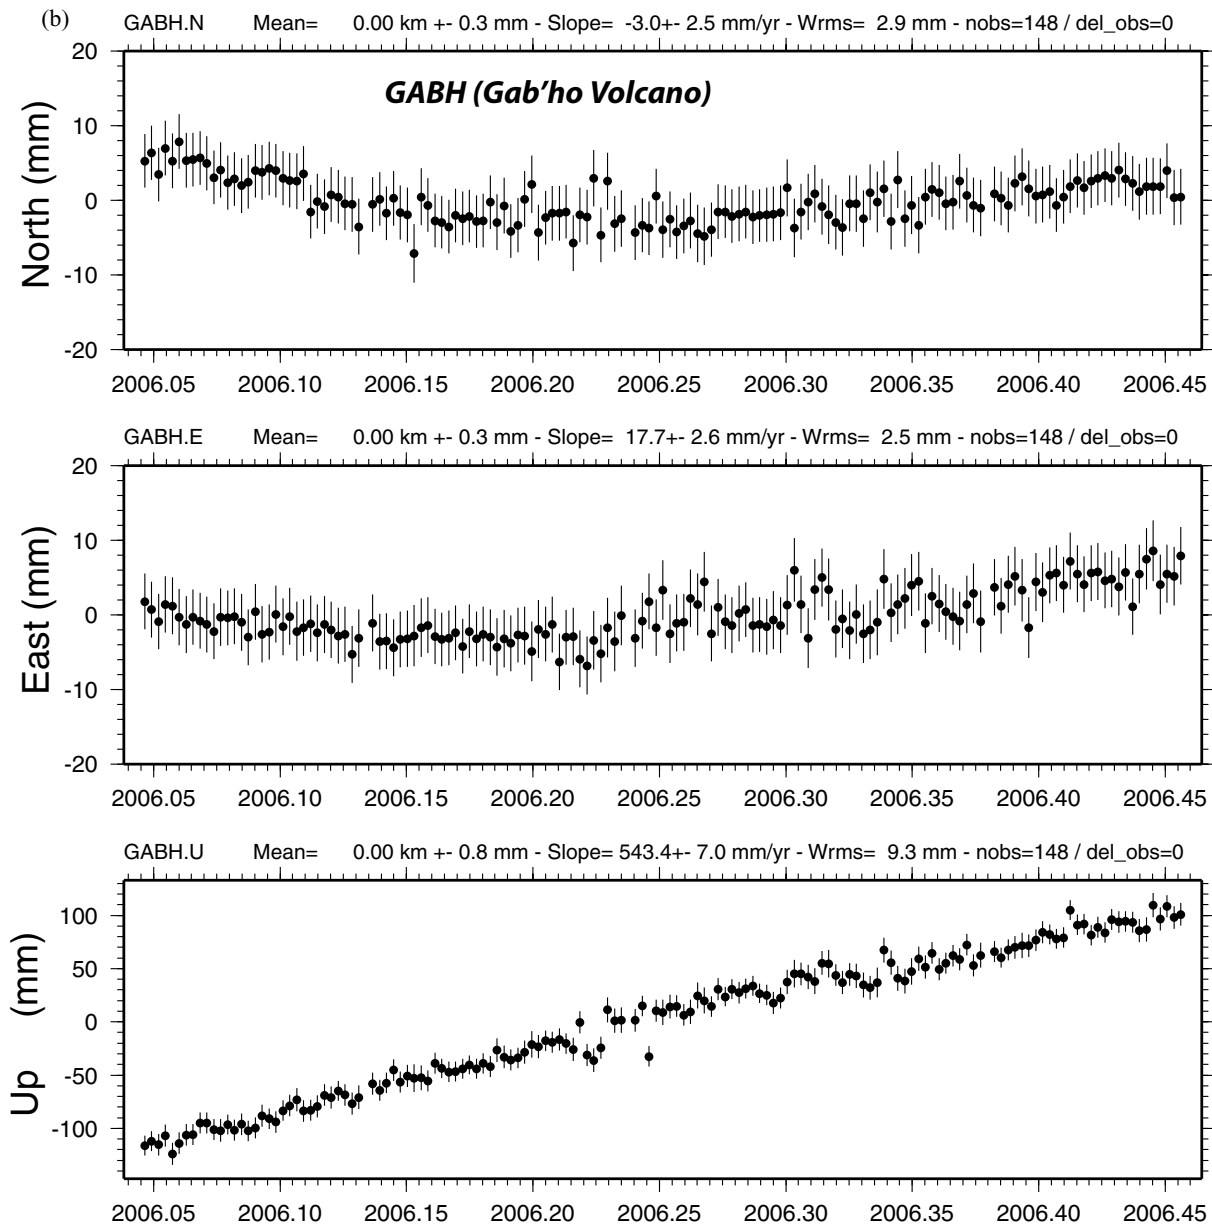 (b)
GABH.N Mean= 0.00 km +- 0.3 mm - Slope= -3.0+- 2.5 mm/yr - Wrms= 2.9 mm - nobs=148 / del_obs=0
GABH (Gab’ho Volcano)
North (mm)
20
10
0
-10
-20
2006.05 2006.10 2006.15 2006.20 2006.25 2006.30 2006.35 2006.40 2006.45
GABH.E Mean= 0.00 km +- 0.3 mm - Slope= 17.7+- 2.6 mm/yr - Wrms= 2.5 mm - nobs=148 / del_obs=0
East (mm)
20
10
0
-10
-20
2006.05 2006.10 2006.15 2006.20 2006.25 2006.30 2006.35 2006.40 2006.45
GABH.U Mean= 0.00 km +- 0.8 mm - Slope= 543.4+- 7.0 mm/yr - Wrms= 9.3 mm - nobs=148 / del_obs=0
Up (mm)
100
50
0
-50
-100
2006.05 2006.10 2006.15 2006.20 2006.25 2006.30 2006.35 2006.40 2006.45